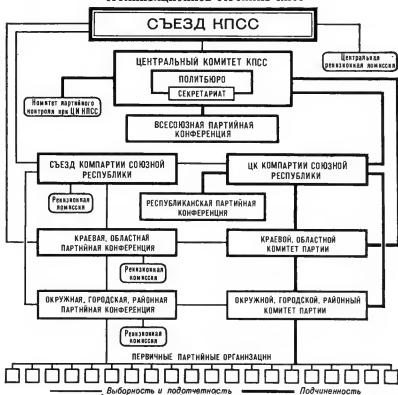 СЪЕЗД КПСС
ЦЕНТРАЛЬНЫЙ КОМИТЕТ КПСС
ПОЛИТБЮРО
СЕКРЕТАРИАТ
Центральная
ревизионная комиссия
Комитет партийного
контроля при ЦК КПСС
ВСЕСОЮЗНАЯ ПАРТИЙНАЯ
КОНФЕРЕНЦИЯ
СЪЕЗД КОМПАРТИИ СОЮЗНОЙ
РЕСПУБЛИКИ
ЦК КОМПАРТИИ СОЮЗНОЙ
РЕСПУБЛИКИ
Ревизионная
комиссия
РЕСПУБЛИКАНСКАЯ ПАРТИЙНАЯ
КОНФЕРЕНЦИЯ
КРАЕВАЯ, ОБЛАСТНАЯ
ПАРТИЙНАЯ КОНФЕРЕНЦИЯ
КРАЕВОЙ, ОБЛАСТНОЙ
КОМИТЕТ ПАРТИИ
Ревизионная
комиссия
ОКРУЖНАЯ, ГОРОДСКАЯ, РАЙОННАЯ
ПАРТИЙНАЯ КОНФЕРЕНЦИЯ
ОКРУЖНОЙ, ГОРОДСКОЙ, РАЙОННЫЙ
КОМИТЕТ ПАРТИИ
Ревизионная
комиссия
ПЕРВИЧНЫЕ ПАРТИЙНЫЕ ОРГАНИЗАЦИИ
Выборность и подотчетность
Подчиненность